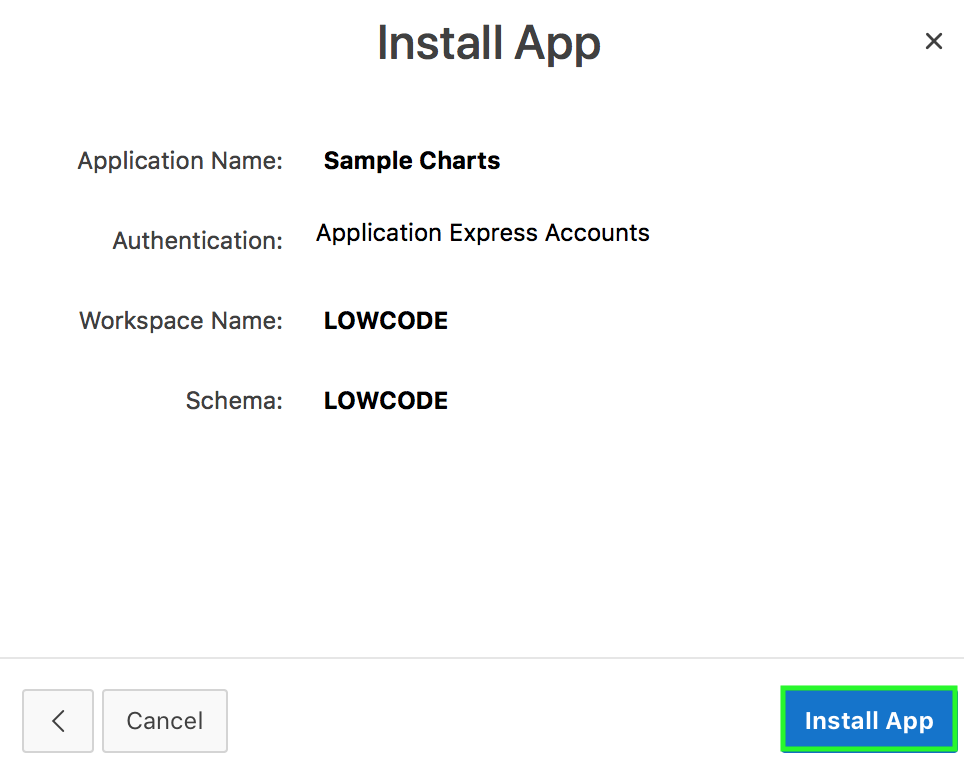 Install App
Application Name: Sample Charts
Authentication: Application Express Accounts
Workspace Name: LOWCODE
Schema: LOWCODE
Cancel
Install App